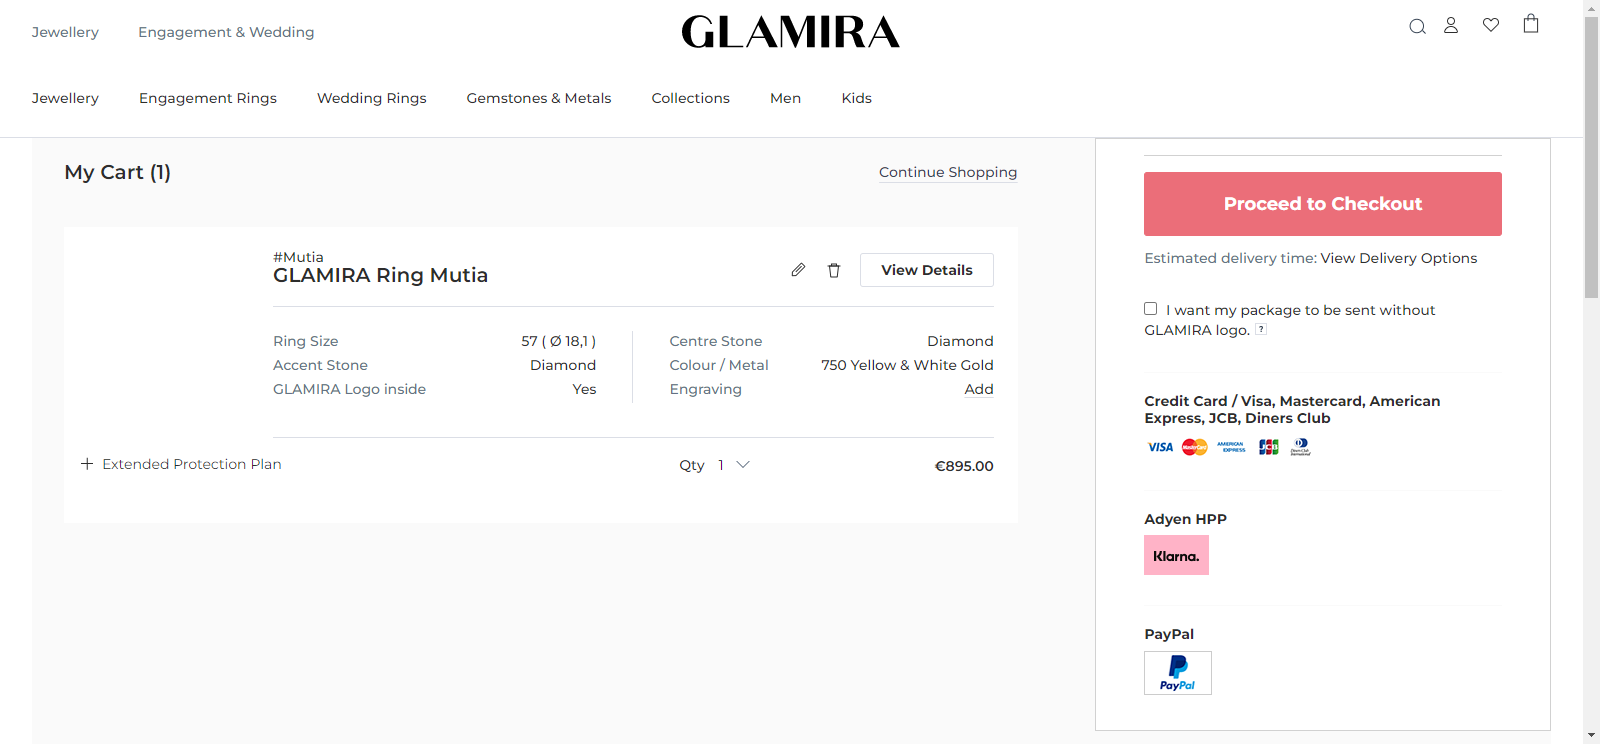 Jewellery
Engagement & Wedding
GLAMIRA
Jewellery
Engagement Rings
Wedding Rings
Gemstones & Metals
Collections
Men
Kids
My Cart (1)
Continue Shopping
#Mutia
GLAMIRA Ring Mutia
View Details
Ring Size 57 ( Ø 18,1 )
Accent Stone Diamond
GLAMIRA Logo inside Yes
Centre Stone Diamond
Colour / Metal 750 Yellow & White Gold
Engraving Add
Extended Protection Plan
Qty 1
€895.00
Proceed to Checkout
Estimated delivery time: View Delivery Options
I want my package to be sent without
GLAMIRA logo. ?
Credit Card / Visa, Mastercard, American
Express, JCB, Diners Club
VISA
MasterCard
AMERICAN
EXPRESS
JCB
Diners Club
International
Adyen HPP
Klarna.
PayPal
PayPal